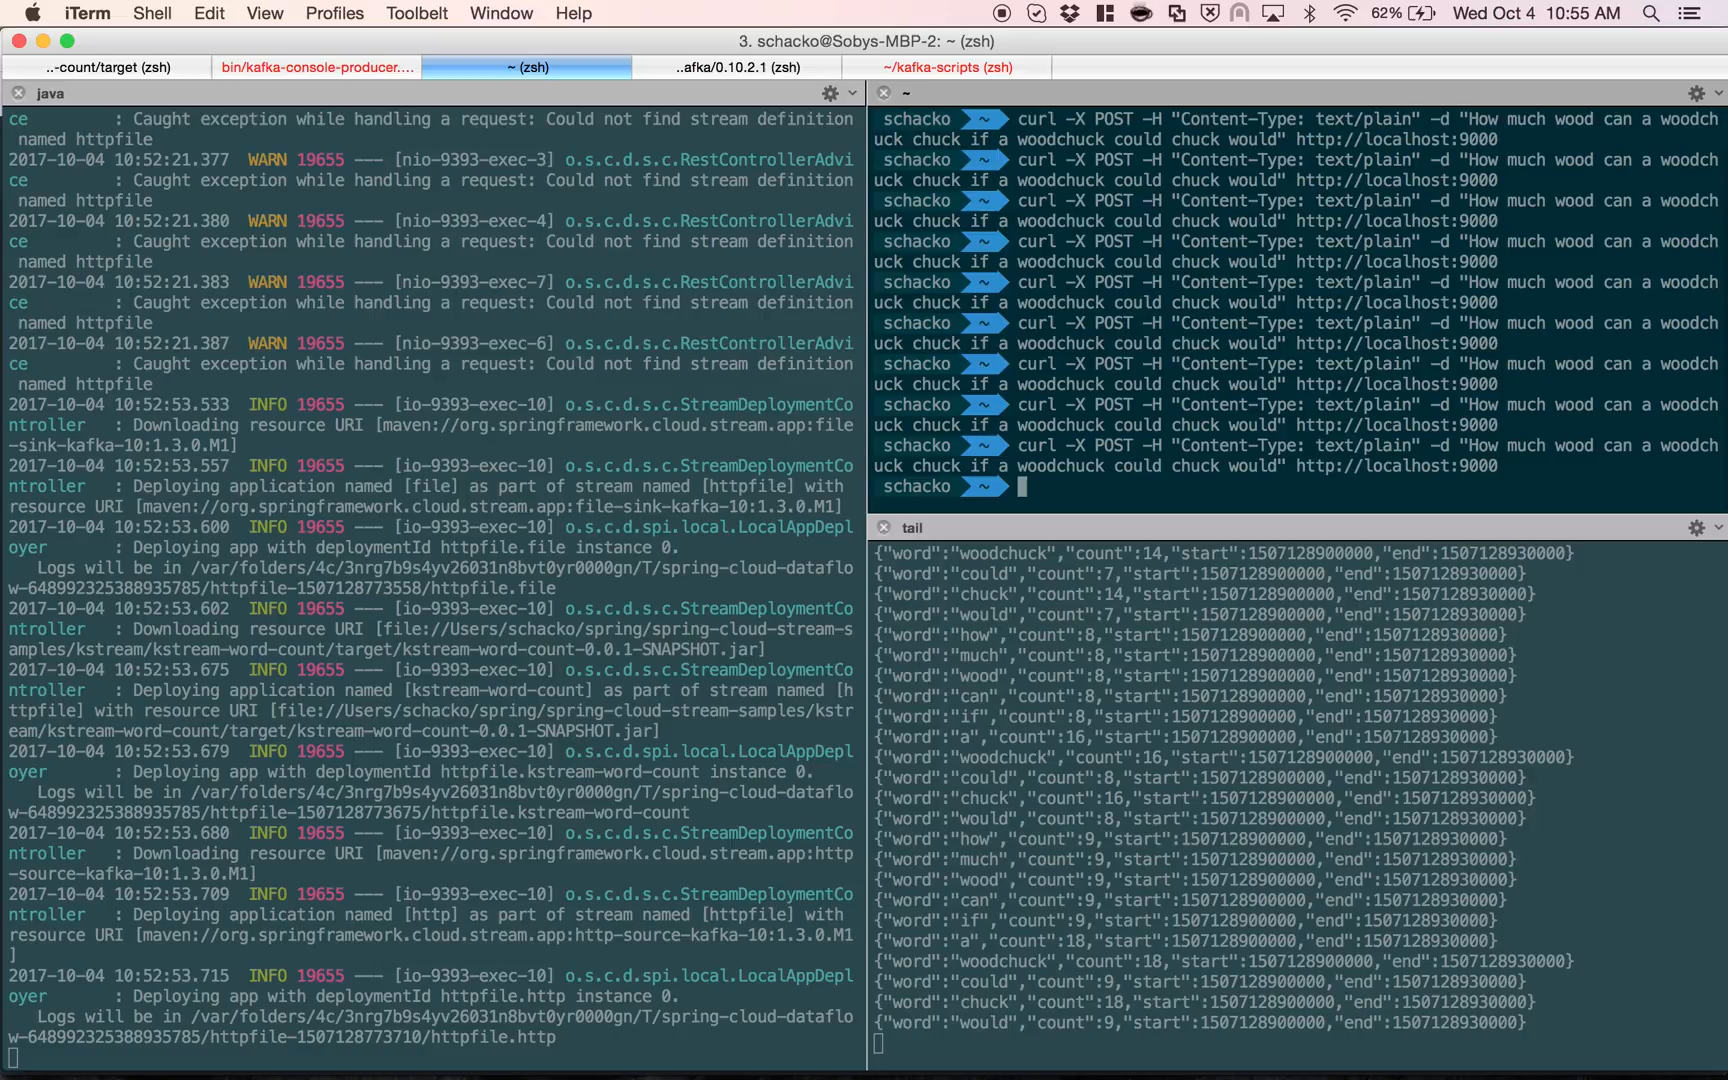 iTerm Shell Edit View Profiles Toolbelt Window Help 62% Wed Oct 4 10:55 AM
3. schacko@Sobys-MBP-2: ~ (zsh)
..-count/target (zsh) bin/kafka-console-producer.... ~ (zsh) ..afka/0.10.2.1 (zsh) ~/kafka-scripts (zsh)
java
ce : Caught exception while handling a request: Could not find stream definition
named httpfile
2017-10-04 10:52:21.377 WARN 19655 --- [nio-9393-exec-3] o.s.c.d.s.c.RestControllerAdvi
ce : Caught exception while handling a request: Could not find stream definition
named httpfile
2017-10-04 10:52:21.380 WARN 19655 --- [nio-9393-exec-4] o.s.c.d.s.c.RestControllerAdvi
ce : Caught exception while handling a request: Could not find stream definition
named httpfile
2017-10-04 10:52:21.383 WARN 19655 --- [nio-9393-exec-7] o.s.c.d.s.c.RestControllerAdvi
ce : Caught exception while handling a request: Could not find stream definition
named httpfile
2017-10-04 10:52:21.387 WARN 19655 --- [nio-9393-exec-6] o.s.c.d.s.c.RestControllerAdvi
ce : Caught exception while handling a request: Could not find stream definition
named httpfile
2017-10-04 10:52:53.533 INFO 19655 --- [io-9393-exec-10] o.s.c.d.s.c.StreamDeploymentCo
ntroller : Downloading resource URI [maven://org.springframework.cloud.stream.app:file
-sink-kafka-10:1.3.0.M1]
2017-10-04 10:52:53.557 INFO 19655 --- [io-9393-exec-10] o.s.c.d.s.c.StreamDeploymentCo
ntroller : Deploying application named [file] as part of stream named [httpfile] with
resource URI [maven://org.springframework.cloud.stream.app:file-sink-kafka-10:1.3.0.M1]
2017-10-04 10:52:53.600 INFO 19655 --- [io-9393-exec-10] o.s.c.d.spi.local.LocalAppDepl
oyer : Deploying app with deploymentId httpfile.file instance 0.
Logs will be in /var/folders/4c/3nrg7b9s4yv26031n8bvt0yr0000gn/T/spring-cloud-dataflo
w-6489923253889357​85/httpfile-1507128773558/httpfile.file
2017-10-04 10:52:53.602 INFO 19655 --- [io-9393-exec-10] o.s.c.d.s.c.StreamDeploymentCo
ntroller : Downloading resource URI [file://Users/schacko/spring/spring-cloud-stream-s
amples/kstream/kstream-word-count/target/kstream-word-count-0.0.1-SNAPSHOT.jar]
2017-10-04 10:52:53.675 INFO 19655 --- [io-9393-exec-10] o.s.c.d.s.c.StreamDeploymentCo
ntroller : Deploying application named [kstream-word-count] as part of stream named [h
ttpfile] with resource URI [file://Users/schacko/spring/spring-cloud-stream-samples/kstr
eam/kstream-word-count/target/kstream-word-count-0.0.1-SNAPSHOT.jar]
2017-10-04 10:52:53.679 INFO 19655 --- [io-9393-exec-10] o.s.c.d.spi.local.LocalAppDepl
oyer : Deploying app with deploymentId httpfile.kstream-word-count instance 0.
Logs will be in /var/folders/4c/3nrg7b9s4yv26031n8bvt0yr0000gn/T/spring-cloud-dataflo
w-648992325388935785/httpfile-1507128773675/httpfile.kstream-word-count
2017-10-04 10:52:53.680 INFO 19655 --- [io-9393-exec-10] o.s.c.d.s.c.StreamDeploymentCo
ntroller : Downloading resource URI [maven://org.springframework.cloud.stream.app:http
-source-kafka-10:1.3.0.M1]
2017-10-04 10:52:53.709 INFO 19655 --- [io-9393-exec-10] o.s.c.d.s.c.StreamDeploymentCo
ntroller : Deploying application named [http] as part of stream named [httpfile] with
resource URI [maven://org.springframework.cloud.stream.app:http-source-kafka-10:1.3.0.M1
]
2017-10-04 10:52:53.715 INFO 19655 --- [io-9393-exec-10] o.s.c.d.spi.local.LocalAppDepl
oyer : Deploying app with deploymentId httpfile.http instance 0.
Logs will be in /var/folders/4c/3nrg7b9s4yv26031n8bvt0yr0000gn/T/spring-cloud-dataflo
w-648992325388935785/httpfile-1507128773710/httpfile.http
~
schacko ~ curl -X POST -H "Content-Type: text/plain" -d "How much wood can a woodch
uck chuck if a woodchuck could chuck would" http://localhost:9000
schacko ~ curl -X POST -H "Content-Type: text/plain" -d "How much wood can a woodch
uck chuck if a woodchuck could chuck would" http://localhost:9000
schacko ~ curl -X POST -H "Content-Type: text/plain" -d "How much wood can a woodch
uck chuck if a woodchuck could chuck would" http://localhost:9000
schacko ~ curl -X POST -H "Content-Type: text/plain" -d "How much wood can a woodch
uck chuck if a woodchuck could chuck would" http://localhost:9000
schacko ~ curl -X POST -H "Content-Type: text/plain" -d "How much wood can a woodch
uck chuck if a woodchuck could chuck would" http://localhost:9000
schacko ~ curl -X POST -H "Content-Type: text/plain" -d "How much wood can a woodch
uck chuck if a woodchuck could chuck would" http://localhost:9000
schacko ~ curl -X POST -H "Content-Type: text/plain" -d "How much wood can a woodch
uck chuck if a woodchuck could chuck would" http://localhost:9000
schacko ~ curl -X POST -H "Content-Type: text/plain" -d "How much wood can a woodch
uck chuck if a woodchuck could chuck would" http://localhost:9000
schacko ~ curl -X POST -H "Content-Type: text/plain" -d "How much wood can a woodch
uck chuck if a woodchuck could chuck would" http://localhost:9000
schacko ~
tail
{"word":"woodchuck","count":14,"start":1507128900000,"end":1507128930000}
{"word":"could","count":7,"start":1507128900000,"end":1507128930000}
{"word":"chuck","count":14,"start":1507128900000,"end":1507128930000}
{"word":"would","count":7,"start":1507128900000,"end":1507128930000}
{"word":"how","count":8,"start":1507128900000,"end":1507128930000}
{"word":"much","count":8,"start":1507128900000,"end":1507128930000}
{"word":"wood","count":8,"start":1507128900000,"end":1507128930000}
{"word":"can","count":8,"start":1507128900000,"end":1507128930000}
{"word":"if","count":8,"start":1507128900000,"end":1507128930000}
{"word":"a","count":16,"start":1507128900000,"end":1507128930000}
{"word":"woodchuck","count":16,"start":1507128900000,"end":1507128930000}
{"word":"could","count":8,"start":1507128900000,"end":1507128930000}
{"word":"chuck","count":16,"start":1507128900000,"end":1507128930000}
{"word":"would","count":8,"start":1507128900000,"end":1507128930000}
{"word":"how","count":9,"start":1507128900000,"end":1507128930000}
{"word":"much","count":9,"start":1507128900000,"end":1507128930000}
{"word":"wood","count":9,"start":1507128900000,"end":1507128930000}
{"word":"can","count":9,"start":1507128900000,"end":1507128930000}
{"word":"if","count":9,"start":1507128900000,"end":1507128930000}
{"word":"a","count":18,"start":1507128900000,"end":1507128930000}
{"word":"woodchuck","count":18,"start":1507128900000,"end":1507128930000}
{"word":"could","count":9,"start":1507128900000,"end":1507128930000}
{"word":"chuck","count":18,"start":1507128900000,"end":1507128930000}
{"word":"would","count":9,"start":1507128900000,"end":1507128930000}